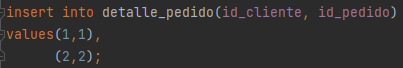 insert into detalle_pedido(id_cliente, id_pedido)
values(1,1),
(2,2);